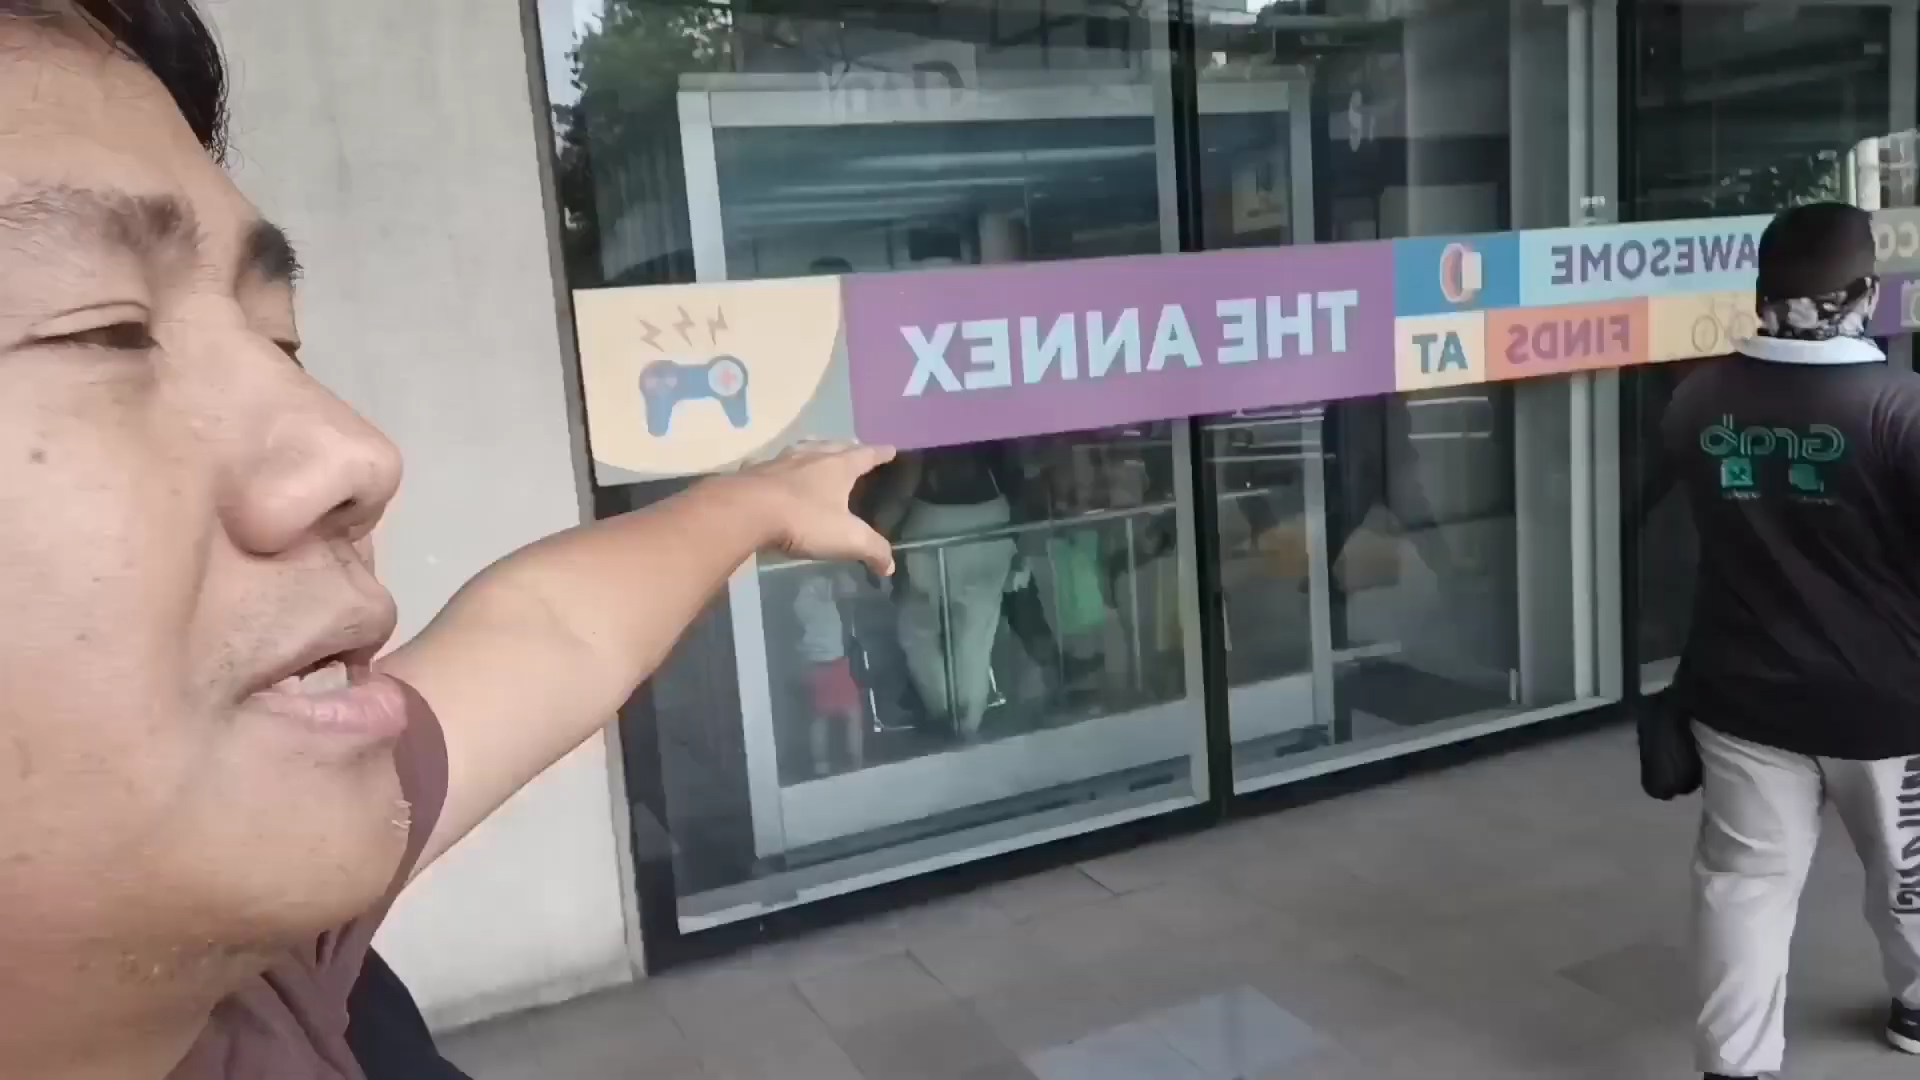 AWESOME
FINDS AT
THE ANNEX
Grab